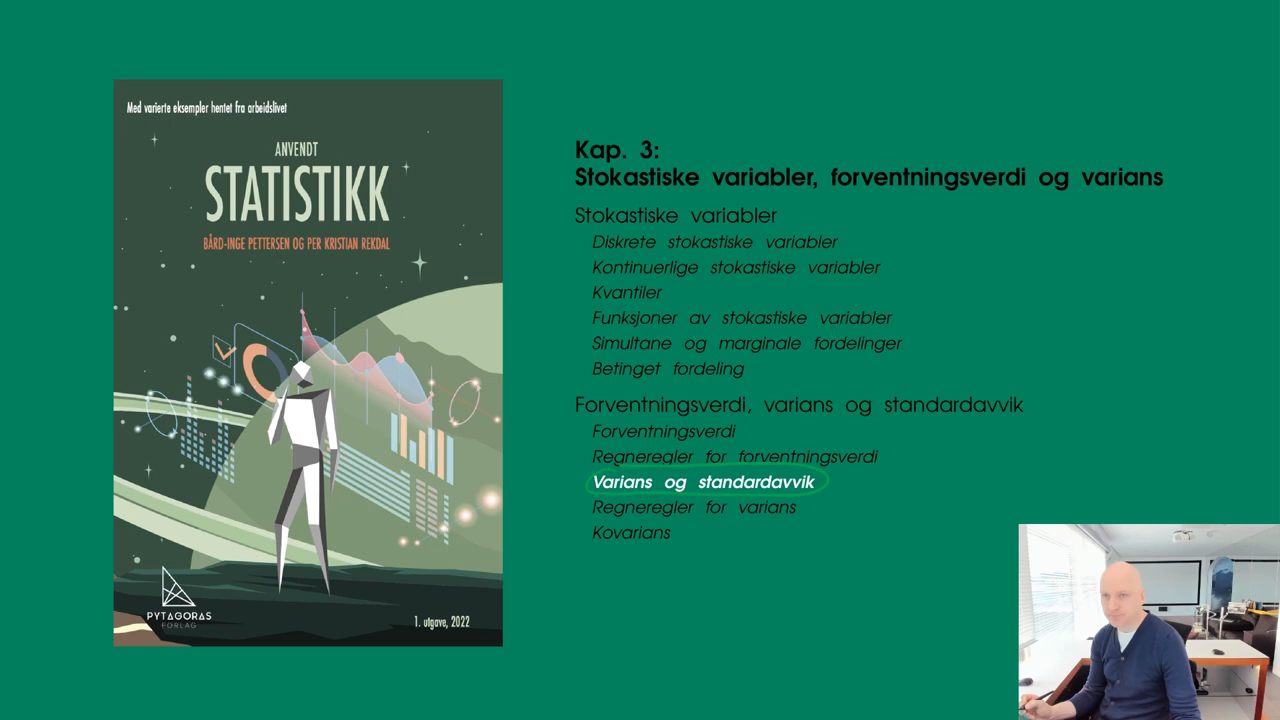 Med varierte eksempler hentet fra arbeidslivet
ANVENDT
STATISTIKK
BÅRD-INGE PETTERSEN OG PER KRISTIAN REKDAL
PYTAGORAS
FORLAG
1. utgave, 2022
Kap. 3:
Stokastiske variabler, forventningsverdi og varians
Stokastiske variabler
Diskrete stokastiske variabler
Kontinuerlige stokastiske variabler
Kvantiler
Funksjoner av stokastiske variabler
Simultane og marginale fordelinger
Betinget fordeling
Forventningsverdi, varians og standardavvik
Forventningsverdi
Regneregler for forventningsverdi
Varians og standardavvik
Regneregler for varians
Kovarians